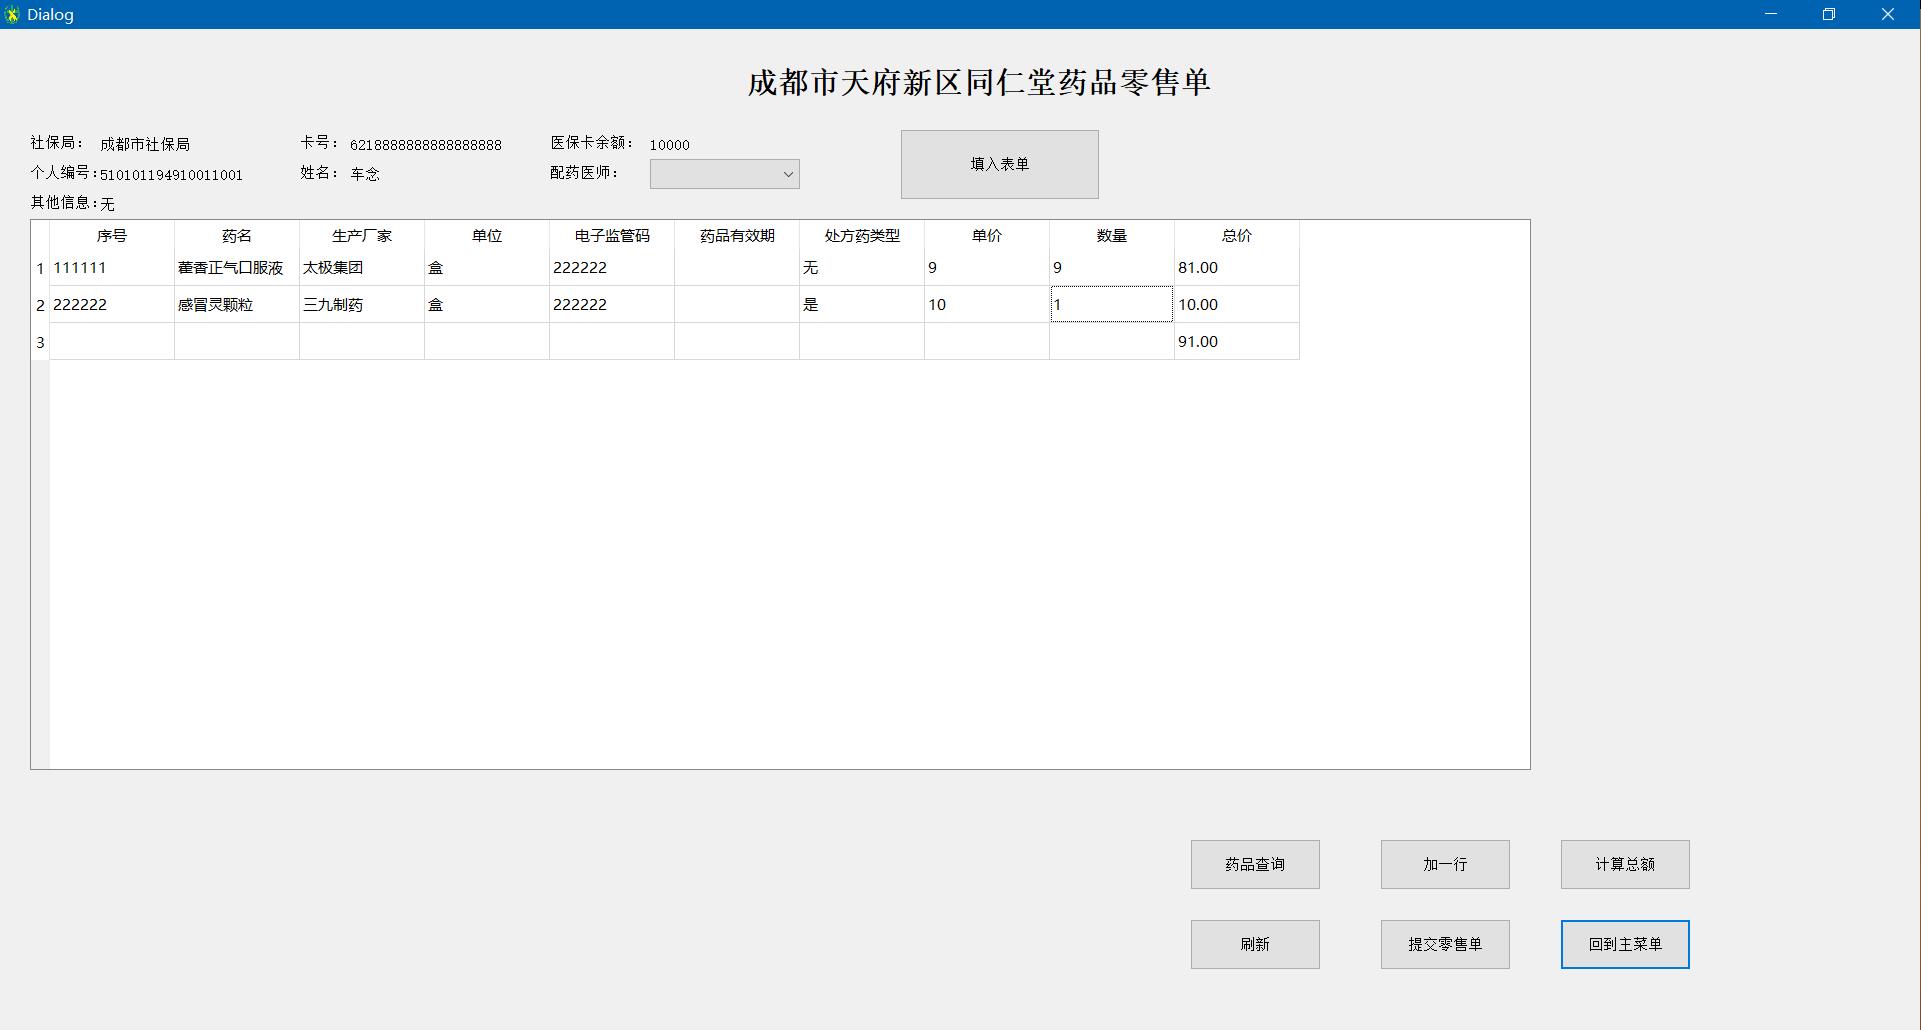 Dialog
成都市天府新区同仁堂药品零售单
社保局： 成都市社保局 卡号： 6218888888888888888 医保卡余额： 10000 填入表单
个人编号：510101194910011001 姓名： 车念 配药医师：
其他信息：无
序号 药名 生产厂家 单位 电子监管码 药品有效期 处方药类型 单价 数量 总价
1 111111 藿香正气口服液 太极集团 盒 222222 无 9 9 81.00
2 222222 感冒灵颗粒 三九制药 盒 222222 是 10 1 10.00
3 91.00
药品查询 加一行 计算总额
刷新 提交零售单 回到主菜单